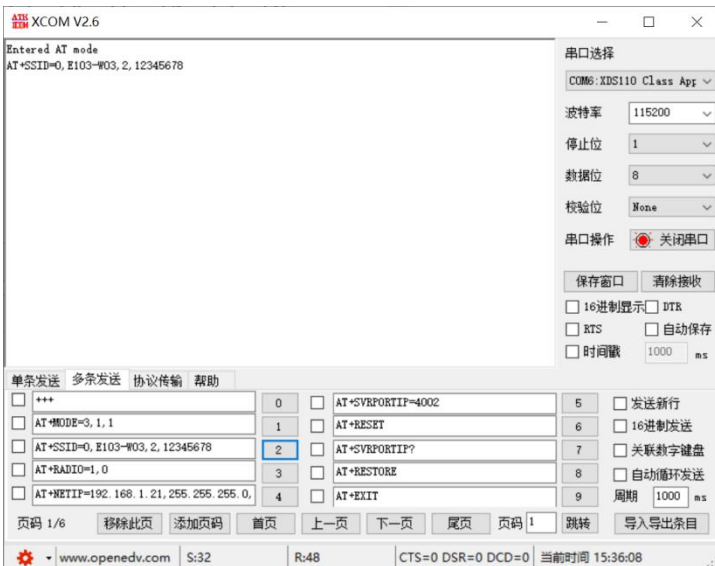 ATK XCOM XCOM V2.6
Entered AT mode
AT+SSID=0,E103-W03,2,12345678
串口选择
COM6:XDS110 Class App
波特率 115200
停止位 1
数据位 8
校验位 None
串口操作 关闭串口
保存窗口 清除接收
16进制显示 DTR
RTS 自动保存
时间戳 1000 ms
单条发送 多条发送 协议传输 帮助
+++ 0 AT+SVRPORTIP=4002 5 发送新行
AT+MODE=3,1,1 1 AT+RESET 6 16进制发送
AT+SSID=0,E103-W03,2,12345678 2 AT+SVRPORTIP? 7 关联数字键盘
AT+RADIO=1,0 3 AT+RESTORE 8 自动循环发送
AT+NETIP=192.168.1.21,255.255.255.0, 4 AT+EXIT 9 周期 1000 ms
页码 1/6 移除此页 添加页码 首页 上一页 下一页 尾页 页码 1 跳转 导入导出条目
www.openedv.com S:32 R:48 CTS=0 DSR=0 DCD=0 当前时间 15:36:08